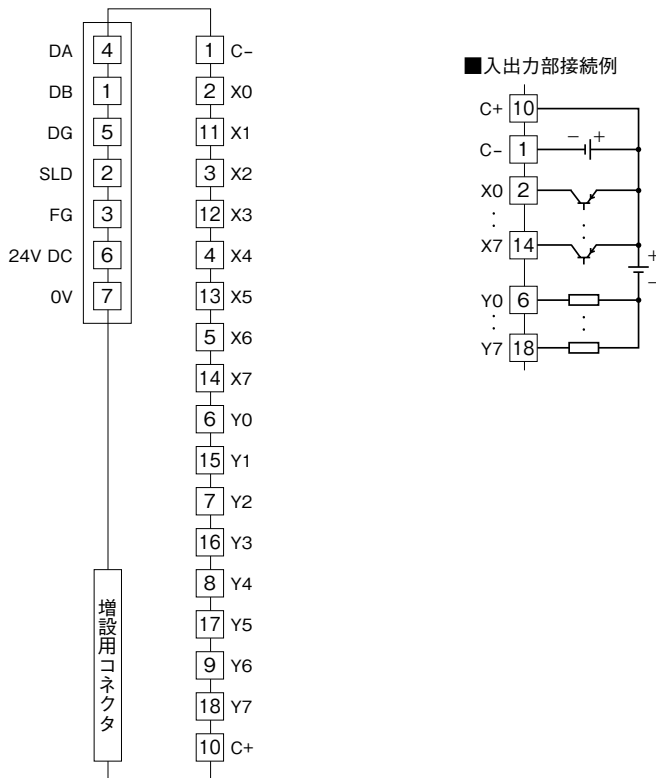 DA 4
DB 1
DG 5
SLD 2
FG 3
24V DC 6
0V 7
増設用コネクタ
1 C−
2 X0
11 X1
3 X2
12 X3
4 X4
13 X5
5 X6
14 X7
6 Y0
15 Y1
7 Y2
16 Y3
8 Y4
17 Y5
9 Y6
18 Y7
10 C+
■入出力部接続例
C+ 10
C− 1 − +
X0 2
X7 14
+
−
Y0 6
Y7 18